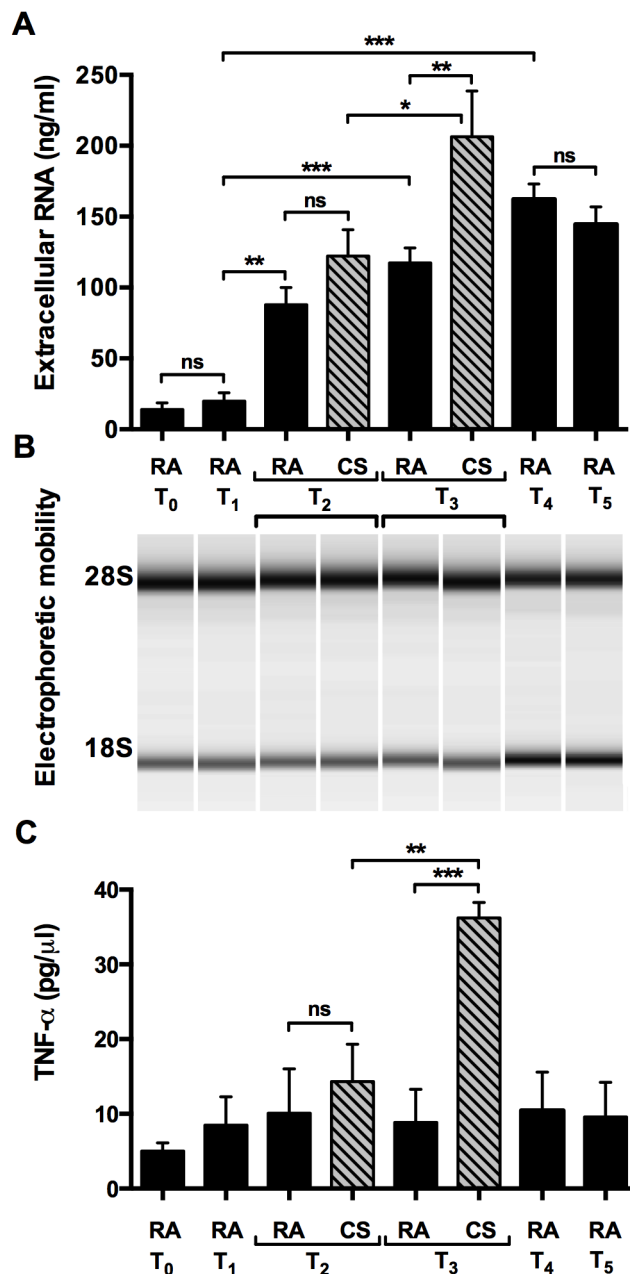 A
***
**
250
*
200
***
ns
ns
150
**
100
50
ns
0
Extracellular RNA (ng/ml)
RA RA RA CS RA CS RA RA
T0 T1 T2 T3 T4 T5
B
28S
18S
Electrophoretic mobility
C
**
***
40
30
ns
20
10
0
TNF-α (pg/μl)
RA RA RA CS RA CS RA RA
T0 T1 T2 T3 T4 T5